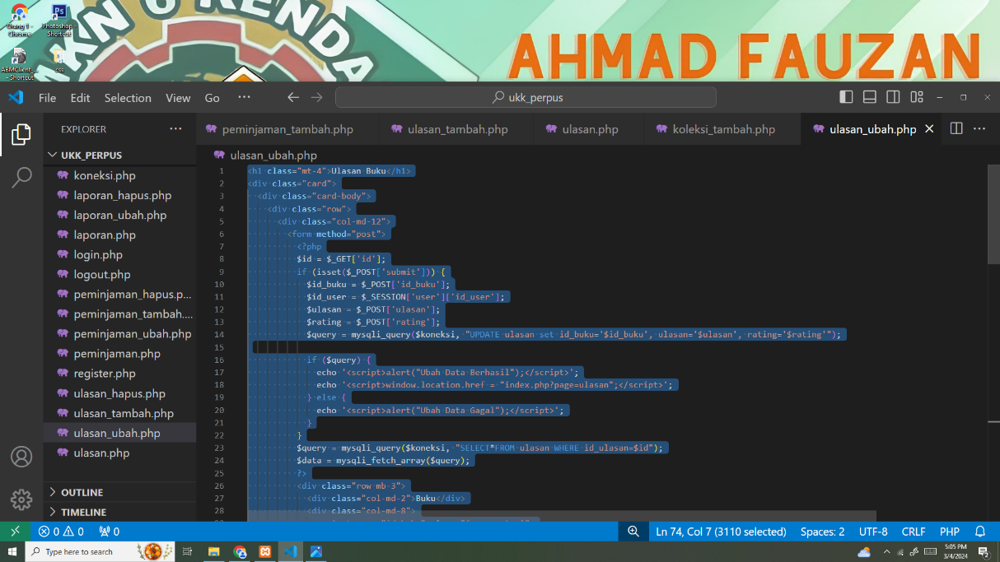 Chang 1 -
Chrome
Photoshop -
Shortcut
ABMClient_...
- Shortcut
css
KN 6 KENDA
AHMAD FAUZAN
File Edit Selection View Go ···
ukk_perpus
EXPLORER ···
UKK_PERPUS
koneksi.php
laporan_hapus.php
laporan_ubah.php
laporan.php
login.php
logout.php
peminjaman_hapus.p...
peminjaman_tambah....
peminjaman_ubah.php
peminjaman.php
register.php
ulasan_hapus.php
ulasan_tambah.php
ulasan_ubah.php
ulasan.php
OUTLINE
TIMELINE
peminjaman_tambah.php ulasan_tambah.php ulasan.php koleksi_tambah.php ulasan_ubah.php
ulasan_ubah.php
1 <h1 class="mt-4">Ulasan Buku</h1>
2 <div class="card">
3 <div class="card-body">
4 <div class="row">
5 <div class="col-md-12">
6 <form method="post">
7 <?php
8 $id = $_GET['id'];
9 if (isset($_POST['submit'])) {
10 $id_buku = $_POST['id_buku'];
11 $id_user = $_SESSION['user']['id_user'];
12 $ulasan = $_POST['ulasan'];
13 $rating = $_POST['rating'];
14 $query = mysqli_query($koneksi, "UPDATE ulasan set id_buku='$id_buku', ulasan='$ulasan', rating='$rating'");
15
16 if ($query) {
17 echo '<script>alert("Ubah Data Berhasil");</script>';
18 echo '<script>window.location.href = "index.php?page=ulasan";</script>';
19 } else {
20 echo '<script>alert("Ubah Data Gagal");</script>';
21 }
22 }
23 $query = mysqli_query($koneksi, "SELECT*FROM ulasan WHERE id_ulasan=$id");
24 $data = mysqli_fetch_array($query);
25 ?>
26 <div class="row mb-3">
27 <div class="col-md-2">Buku</div>
28 <div class="col-md-8">
0 0 0
Ln 74, Col 7 (3110 selected) Spaces: 2 UTF-8 CRLF PHP
Type here to search
5:05 PM
3/4/2024
2